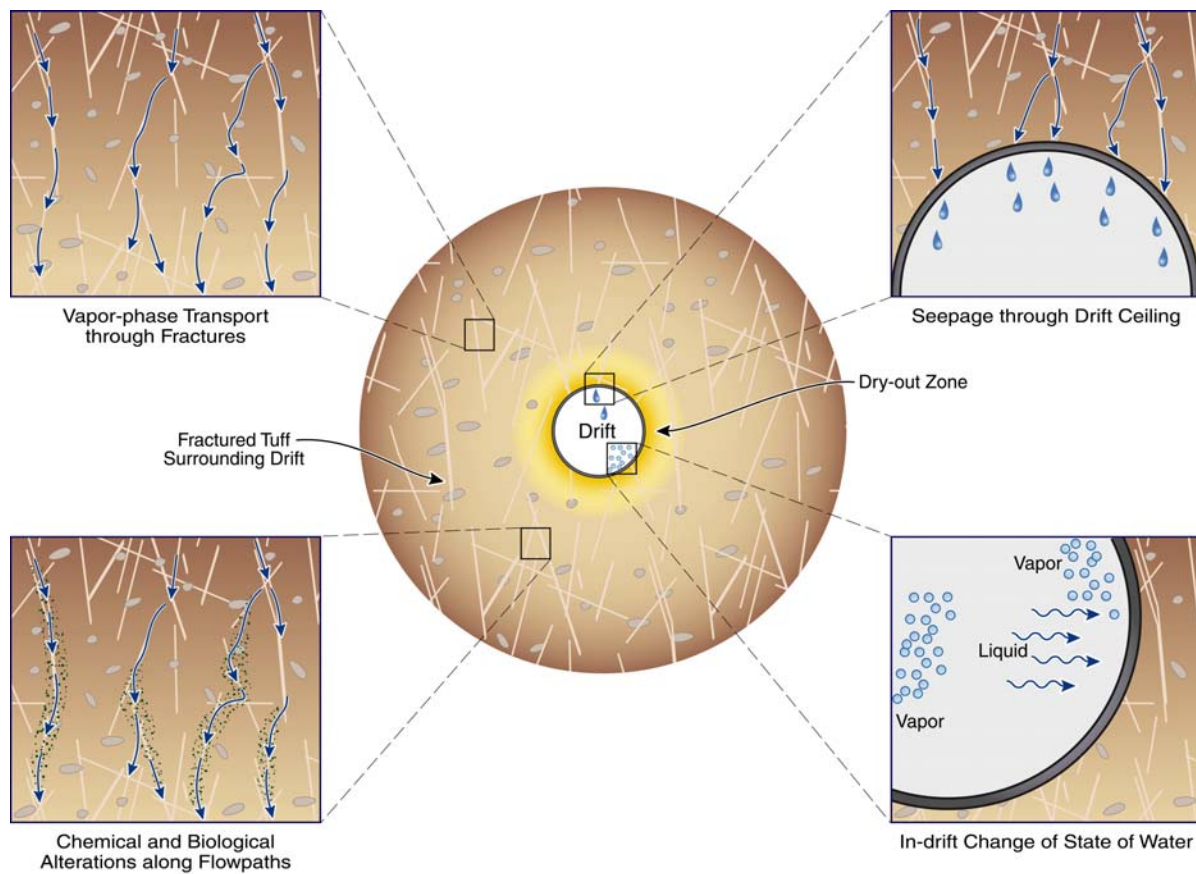 Vapor-phase Transport
through Fractures
Seepage through Drift Ceiling
Dry-out Zone
Drift
Fractured Tuff
Surrounding Drift
Vapor
Liquid
Vapor
Chemical and Biological
Alterations along Flowpaths
In-drift Change of State of Water